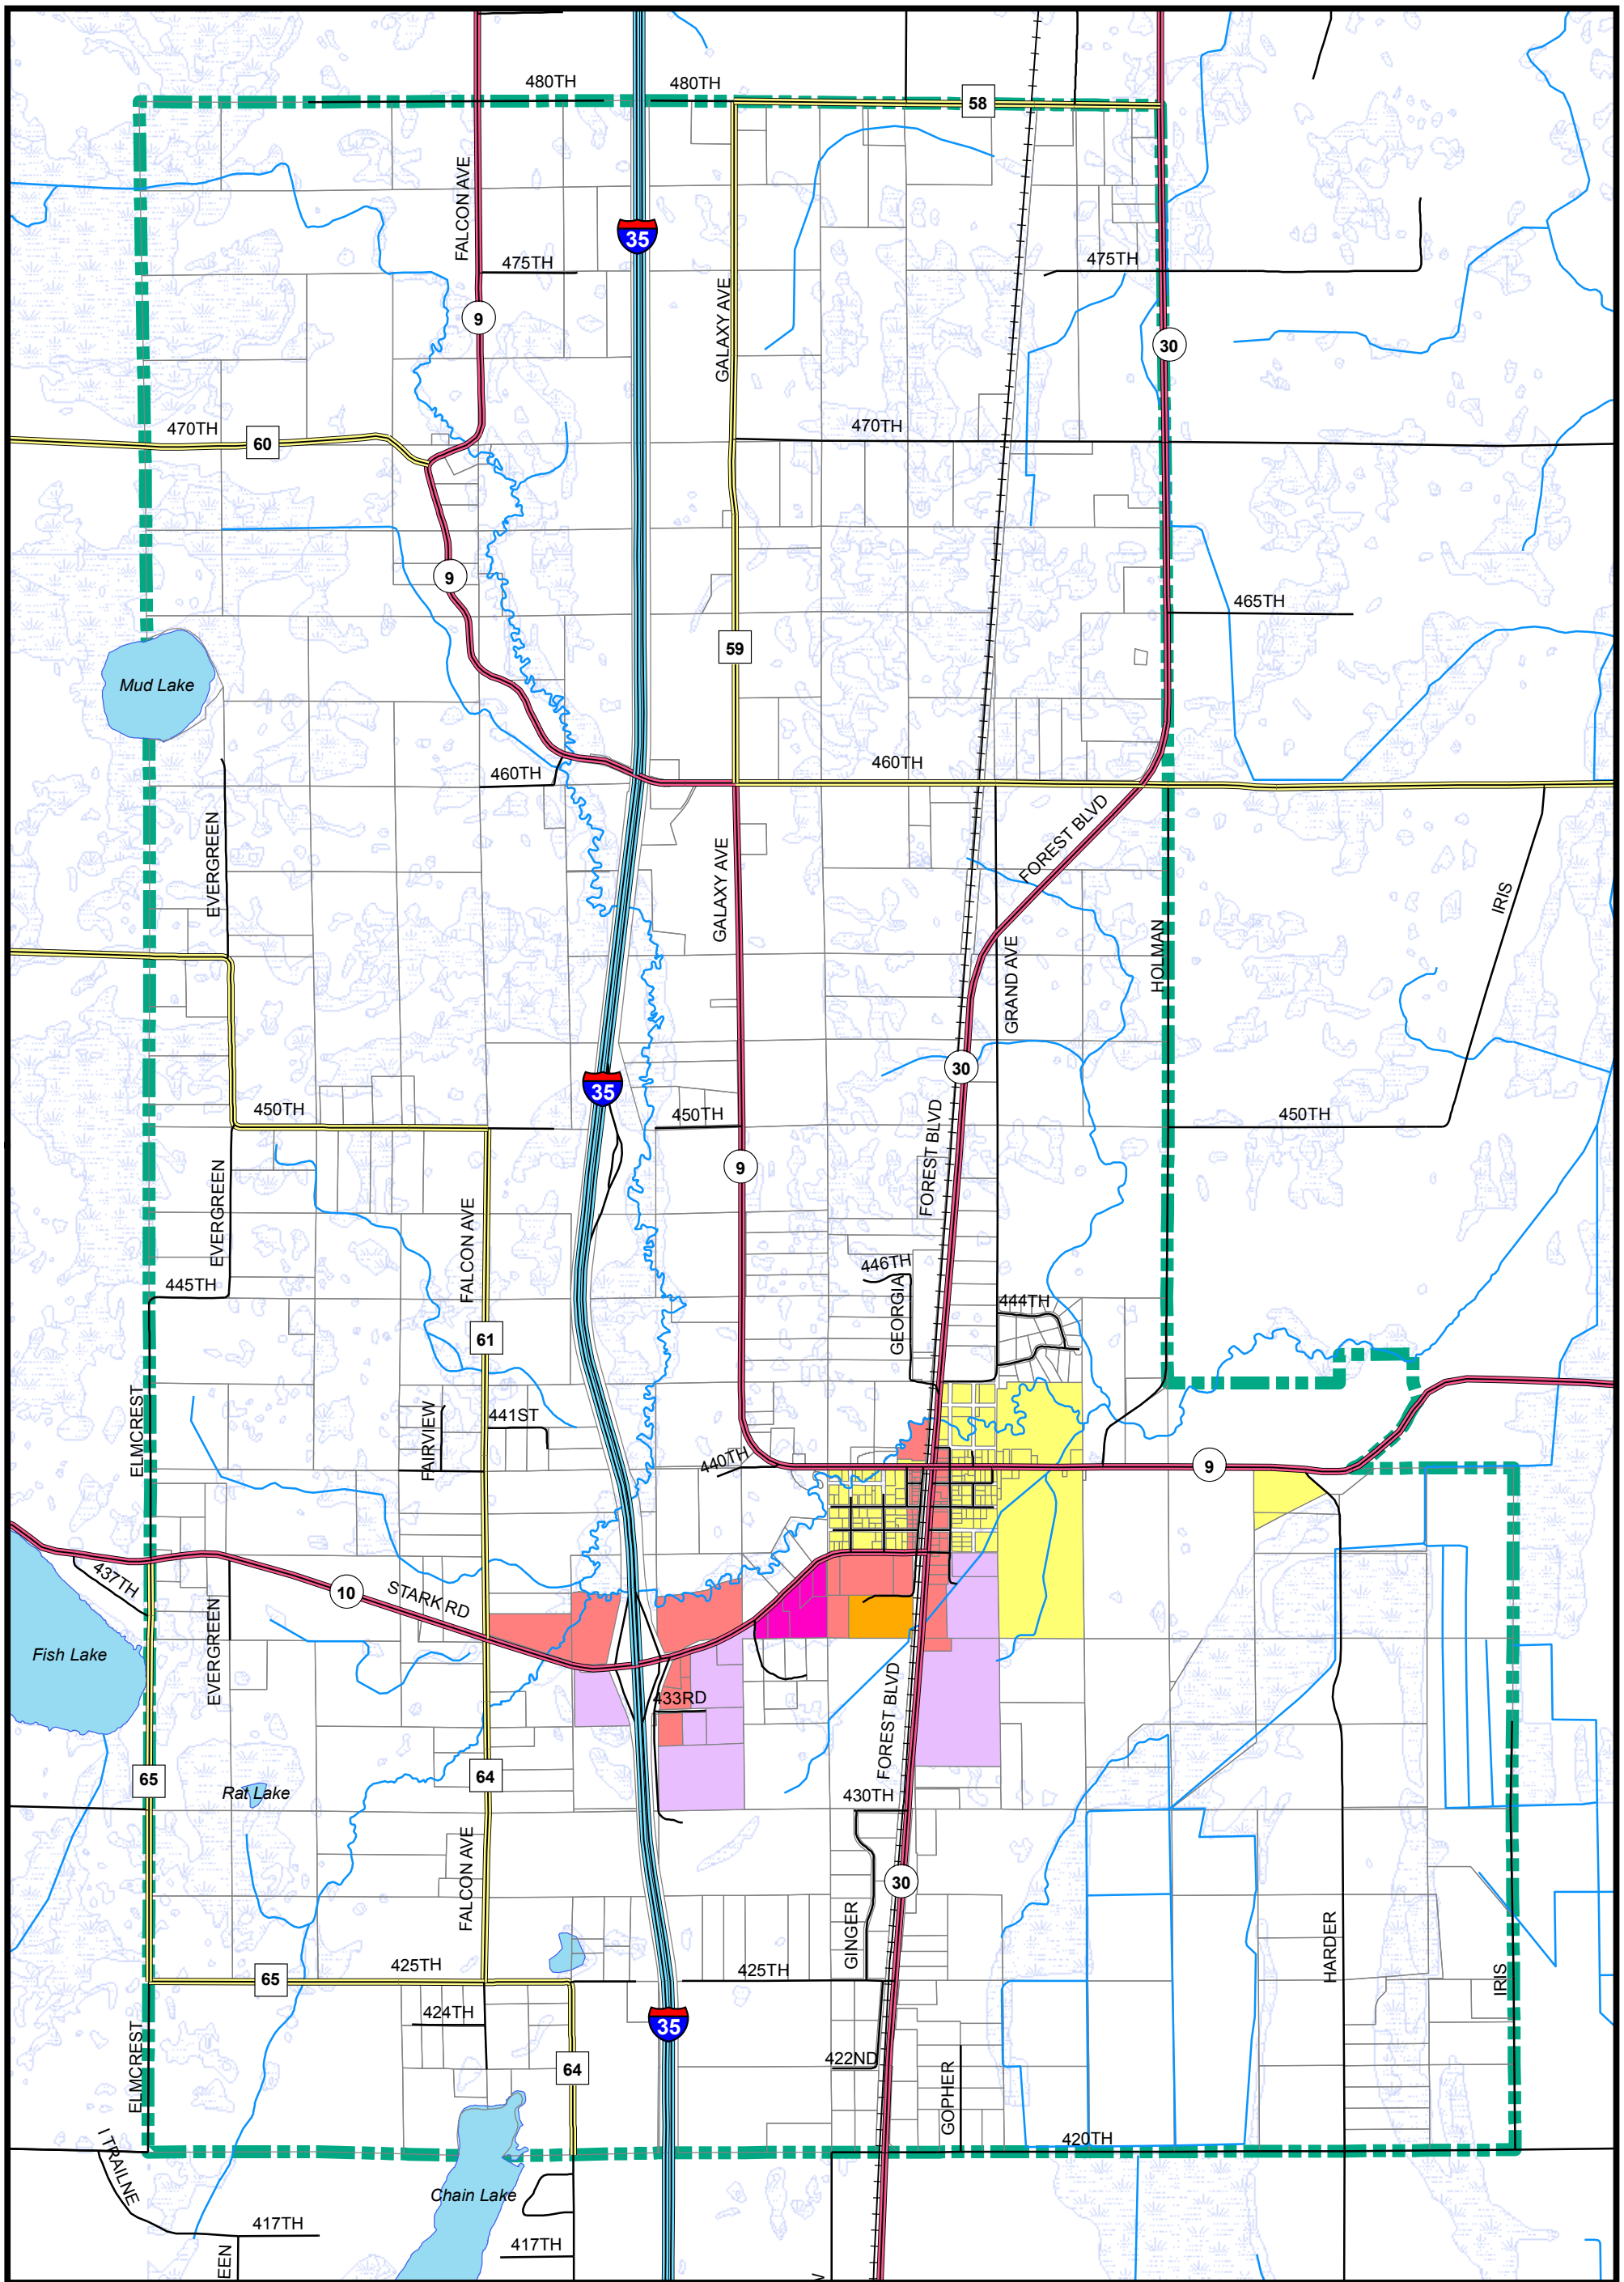 480TH
480TH
58
FALCON AVE
35
475TH
475TH
9
GALAXY AVE
30
470TH
60
470TH
9
465TH
59
Mud Lake
460TH
460TH
FOREST BLVD
EVERGREEN
GALAXY AVE
IRIS
HOLMAN
GRAND AVE
30
35
450TH
450TH
450TH
FOREST BLVD
9
EVERGREEN
FALCON AVE
446TH
445TH
GEORGIA
444TH
61
ELMCREST
FAIRVIEW
441ST
440TH
9
437TH
10
STARK RD
EVERGREEN
Fish Lake
433RD
FOREST BLVD
65
64
Rat Lake
430TH
FALCON AVE
30
GINGER
HARDER
IRIS
65
425TH
425TH
424TH
35
ELMCREST
64
422ND
GOPHER
420TH
I TRAILNE
Chain Lake
417TH
417TH
EEN